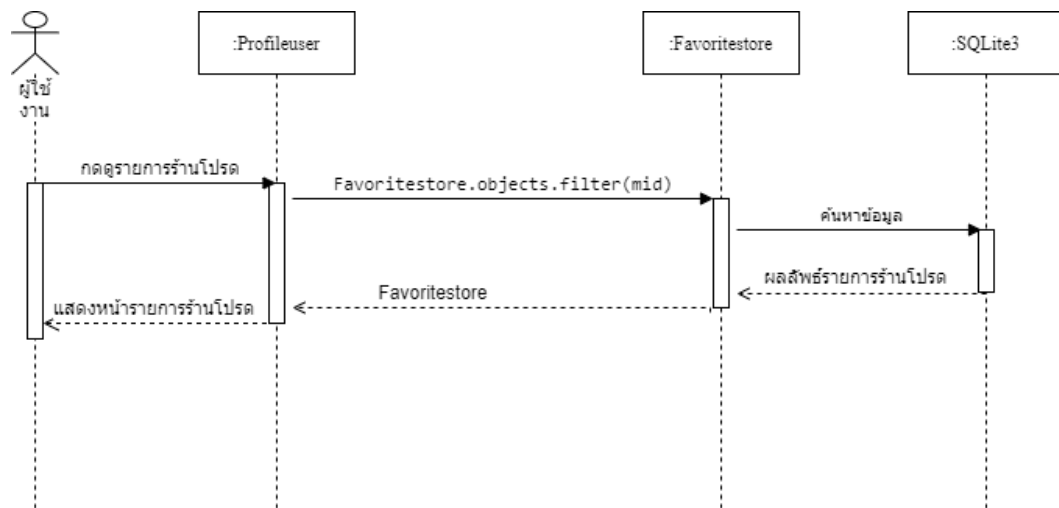 :Profileuser
:Favoritestore
:SQLite3
ผู้ใช้
งาน
กดดูรายการร้านโปรด
Favoritestore.objects.filter(mid)
ค้นหาข้อมูล
ผลลัพธ์รายการร้านโปรด
Favoritestore
แสดงหน้ารายการร้านโปรด